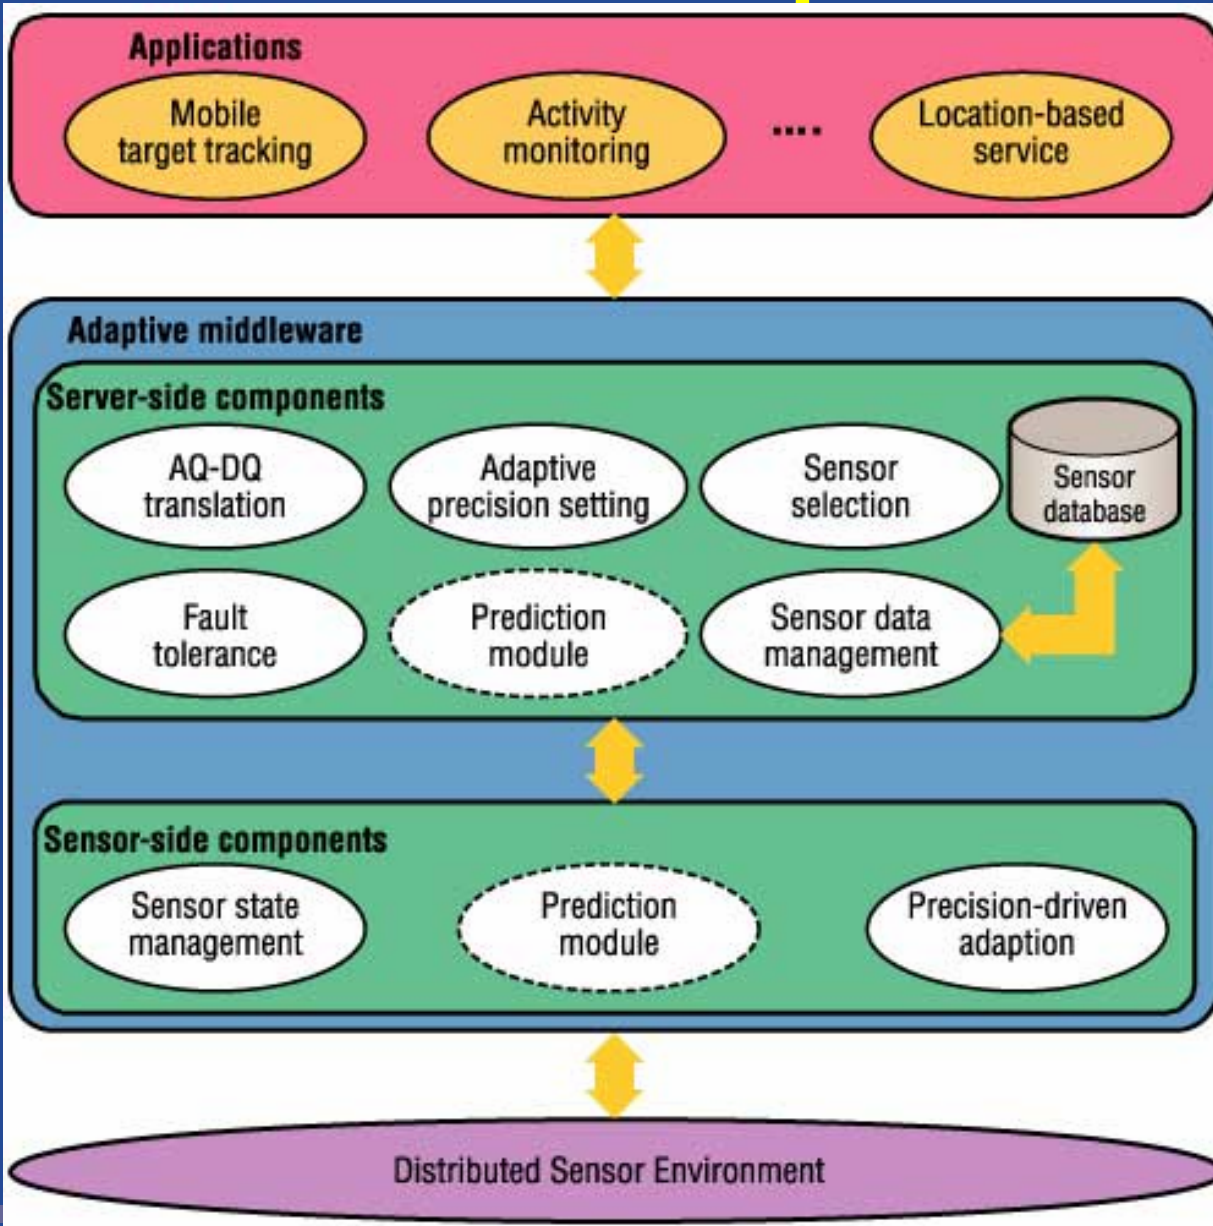 Applications
Mobile
target tracking
Activity
monitoring
....
Location-based
service
Adaptive middleware
Server-side components
AQ-DQ
translation
Adaptive
precision setting
Sensor
selection
Sensor
database
Fault
tolerance
Prediction
module
Sensor data
management
Sensor-side components
Sensor state
management
Prediction
module
Precision-driven
adaption
Distributed Sensor Environment